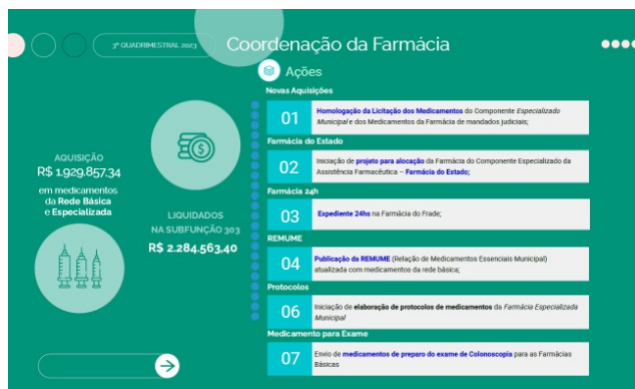 3º QUADRIMESTRAL 2023
Coordenação da Farmácia
Ações
AQUISIÇÃO
R$ 1.929.857,34
em medicamentos
da Rede Básica
e Especializada
LIQUIDADOS
NA SUBFUNÇÃO 303
R$ 2.284.563,40
Novas Aquisições
01
Homologação da Licitação dos Medicamentos do Componente Especializado
Municipal e dos Medicamentos da Farmácia de mandados judiciais;
Farmácia do Estado
02
Iniciação de projeto para alocação da Farmácia do Componente Especializado da
Assistência Farmacêutica – Farmácia do Estado;
Farmácia 24h
03
Expediente 24hs na Farmácia do Frade;
REMUME
04
Publicação da REMUME (Relação de Medicamentos Essenciais Municipal)
atualizada com medicamentos da rede básica;
Protocolos
06
Iniciação de elaboração de protocolos de medicamentos da Farmácia Especializada
Municipal
Medicamento para Exame
07
Envio de medicamentos de preparo do exame de Colonoscopia para as Farmácias
Básicas